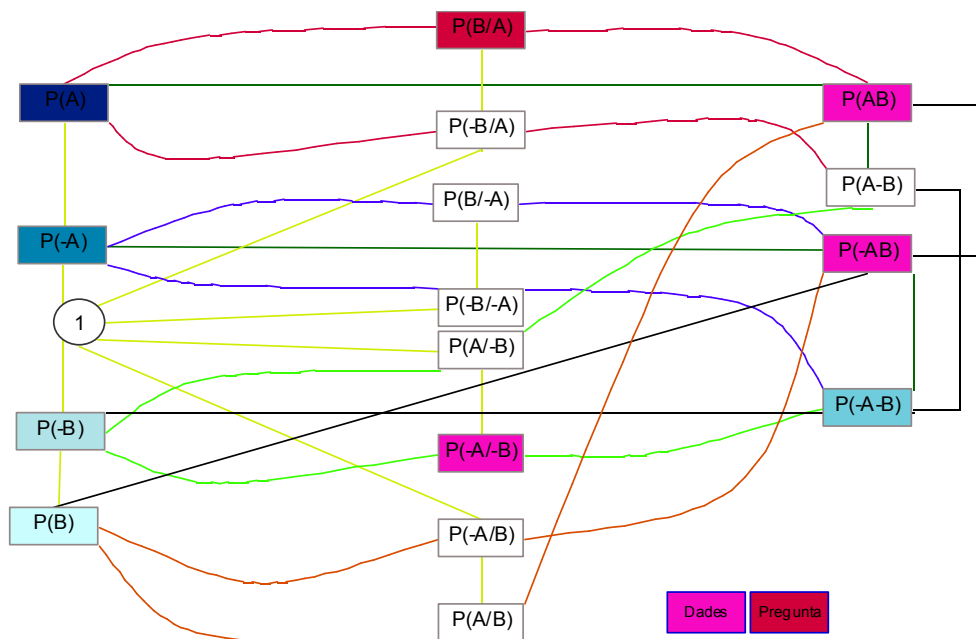 P(B/A)
P(A)
P(AB)
P(-B/A)
P(A-B)
P(B/-A)
P(-A)
P(-AB)
P(-B/-A)
1
P(A/-B)
P(-A-B)
P(-B)
P(-A/-B)
P(B)
P(-A/B)
P(A/B)
Dades
Pregunta